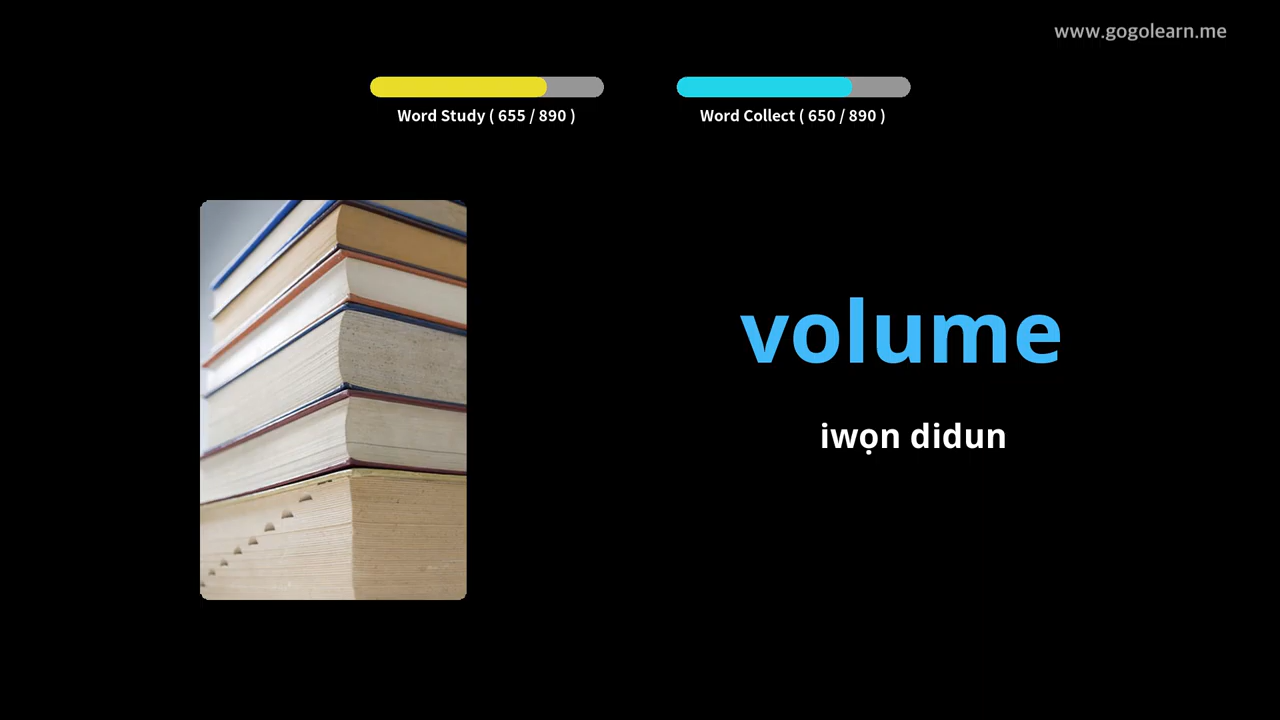 www.gogolearn.me
Word Study ( 655 / 890 )
Word Collect ( 650 / 890 )
volume
iwọn didun